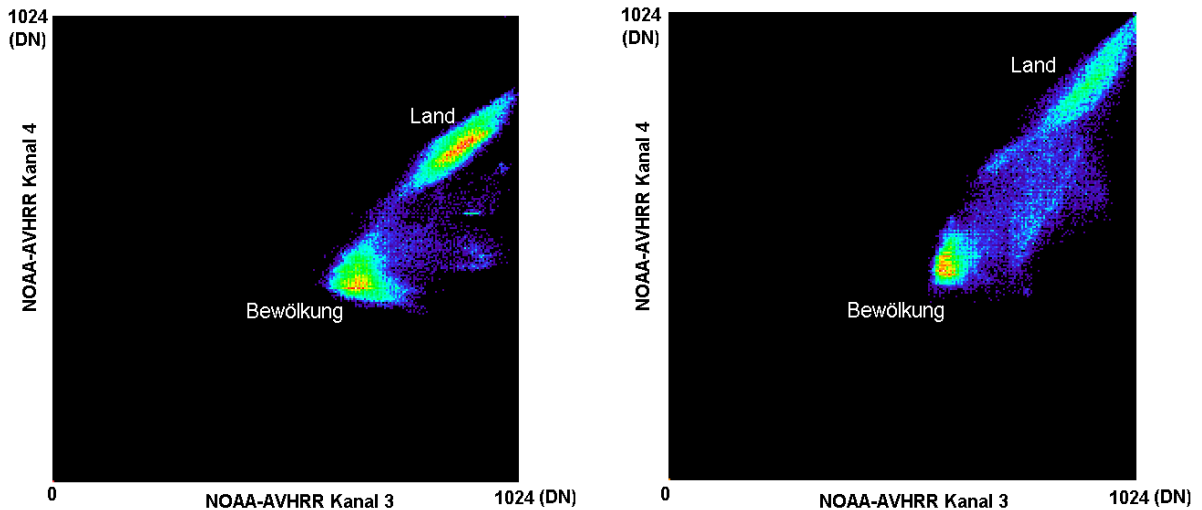 1024
(DN)
NOAA-AVHRR Kanal 4
Land
Bewölkung
0
NOAA-AVHRR Kanal 3
1024 (DN)
1024
(DN)
NOAA-AVHRR Kanal 4
Land
Bewölkung
0
NOAA-AVHRR Kanal 3
1024 (DN)